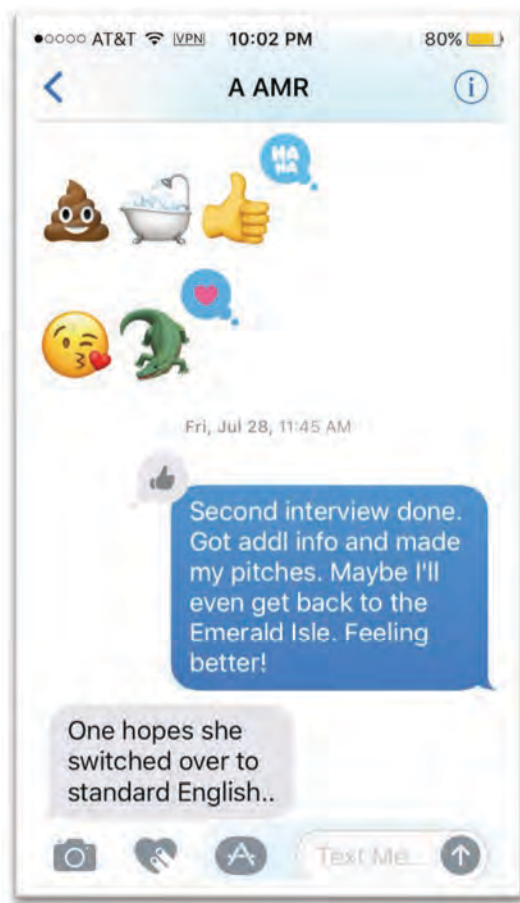 AT&T VPN 10:02 PM 80%
A AMR
HA
HA
Fri, Jul 28, 11:45 AM
Second interview done.
Got addl info and made
my pitches. Maybe I'll
even get back to the
Emerald Isle. Feeling
better!
One hopes she
switched over to
standard English..
Text Me